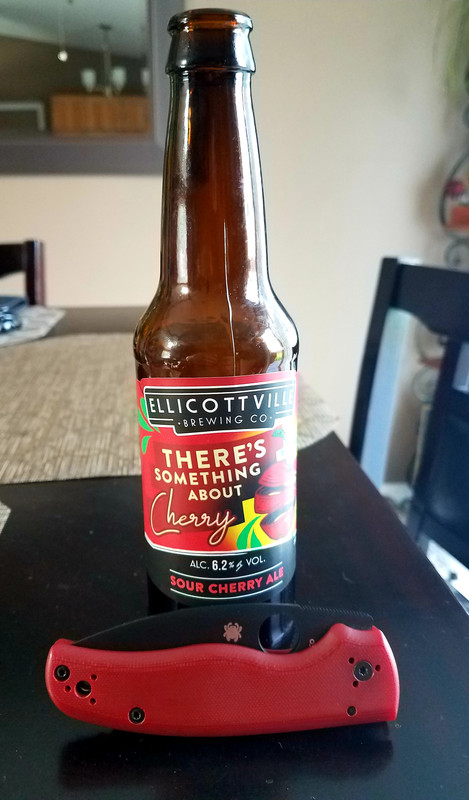 ELLICOTTVILLE
·BREWING CO·
THERE'S
SOMETHING
ABOUT
Cherry
ALC. 6.2% VOL.
SOUR CHERRY ALE